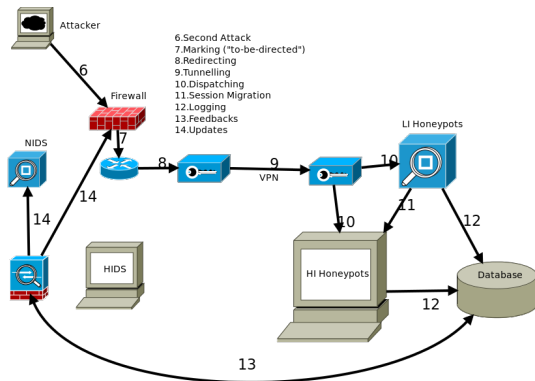 Attacker
6
6.Second Attack
7.Marking ("to-be-directed")
8.Redirecting
9.Tunnelling
10.Dispatching
11.Session Migration
12.Logging
13.Feedbacks
14.Updates
Firewall
7
NIDS
LI Honeypots
8
9
VPN
10
14
14
11
10
12
HIDS
HI Honeypots
Database
12
13